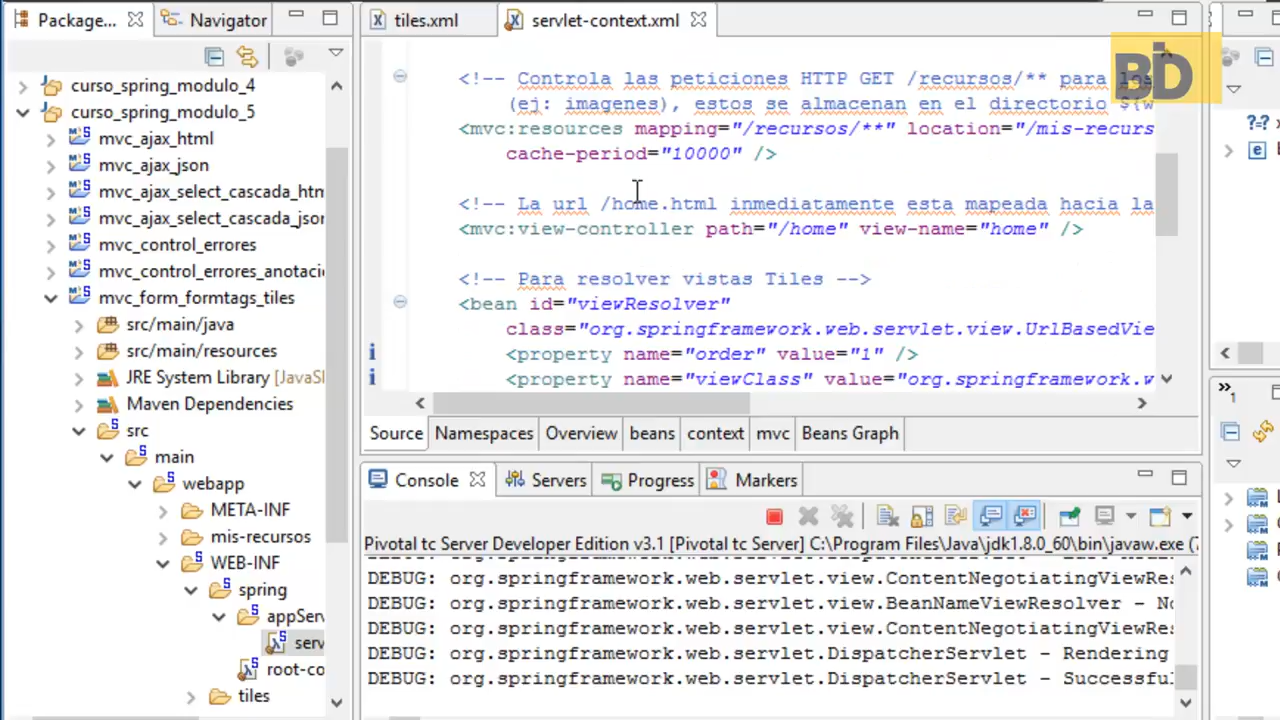 Package...
Navigator
curso_spring_modulo_4
curso_spring_modulo_5
mvc_ajax_html
mvc_ajax_json
mvc_ajax_select_cascada_htm
mvc_ajax_select_cascada_json
mvc_control_errores
mvc_control_errores_anotaci
mvc_form_formtags_tiles
src/main/java
src/main/resources
JRE System Library [JavaS
Maven Dependencies
src
main
webapp
META-INF
mis-recursos
WEB-INF
spring
appServ
serv
root-co
tiles
tiles.xml
servlet-context.xml
BD
<!-- Controla las peticiones HTTP GET /recursos/** para los
(ej: imagenes), estos se almacenan en el directorio ${w
<mvc:resources mapping="/recursos/**" location="/mis-recurs
cache-period="10000" />
<!-- La url /home.html inmediatamente esta mapeada hacia la
<mvc:view-controller path="/home" view-name="home" />
<!-- Para resolver vistas Tiles -->
<bean id="viewResolver"
class="org.springframework.web.servlet.view.UrlBasedVie
<property name="order" value="1" />
<property name="viewClass" value="org.springframework.w
Source Namespaces Overview beans context mvc Beans Graph
Console Servers Progress Markers
Pivotal tc Server Developer Edition v3.1 [Pivotal tc Server] C:\Program Files\Java\jdk1.8.0_60\bin\javaw.exe (
DEBUG: org.springframework.web.servlet.view.ContentNegotiatingViewRes
DEBUG: org.springframework.web.servlet.view.BeanNameViewResolver - No
DEBUG: org.springframework.web.servlet.view.ContentNegotiatingViewRes
DEBUG: org.springframework.web.servlet.DispatcherServlet - Rendering
DEBUG: org.springframework.web.servlet.DispatcherServlet - Successful